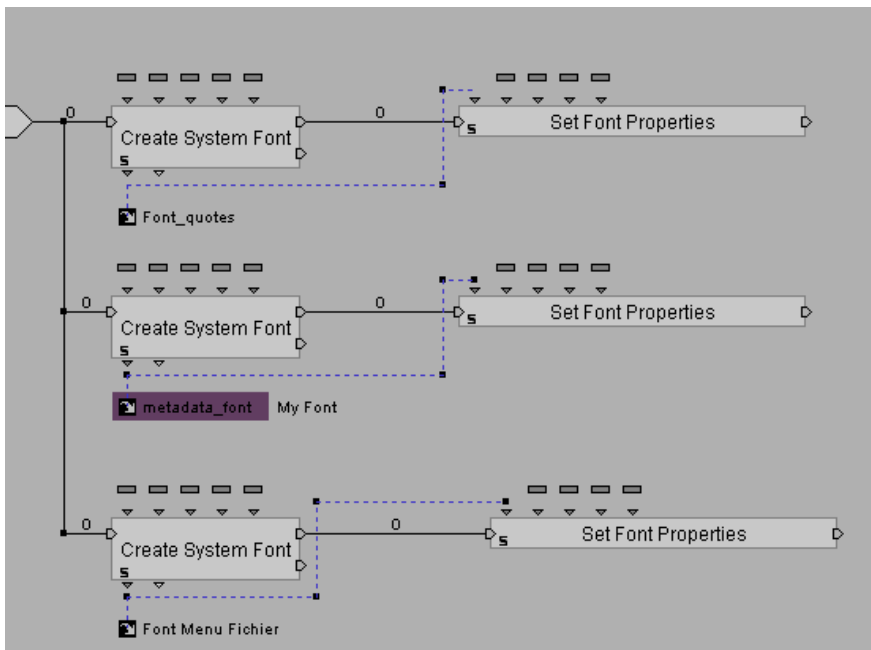 0
0
Create System Font
S
Set Font Properties
S
Font_quotes
0
0
Create System Font
S
Set Font Properties
S
metadata_font My Font
0
0
Create System Font
S
Set Font Properties
S
Font Menu Fichier